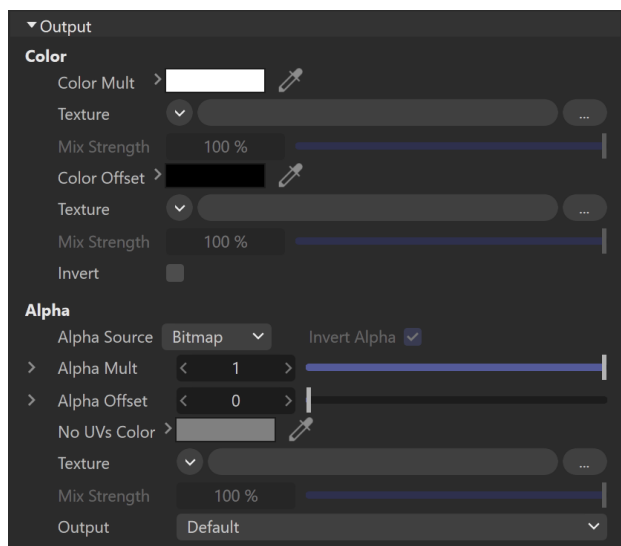 Output
Color
Color Mult
Texture ...
Mix Strength 100 %
Color Offset
Texture ...
Mix Strength 100 %
Invert
Alpha
Alpha Source Bitmap Invert Alpha
Alpha Mult 1
Alpha Offset 0
No UVs Color
Texture ...
Mix Strength 100 %
Output Default